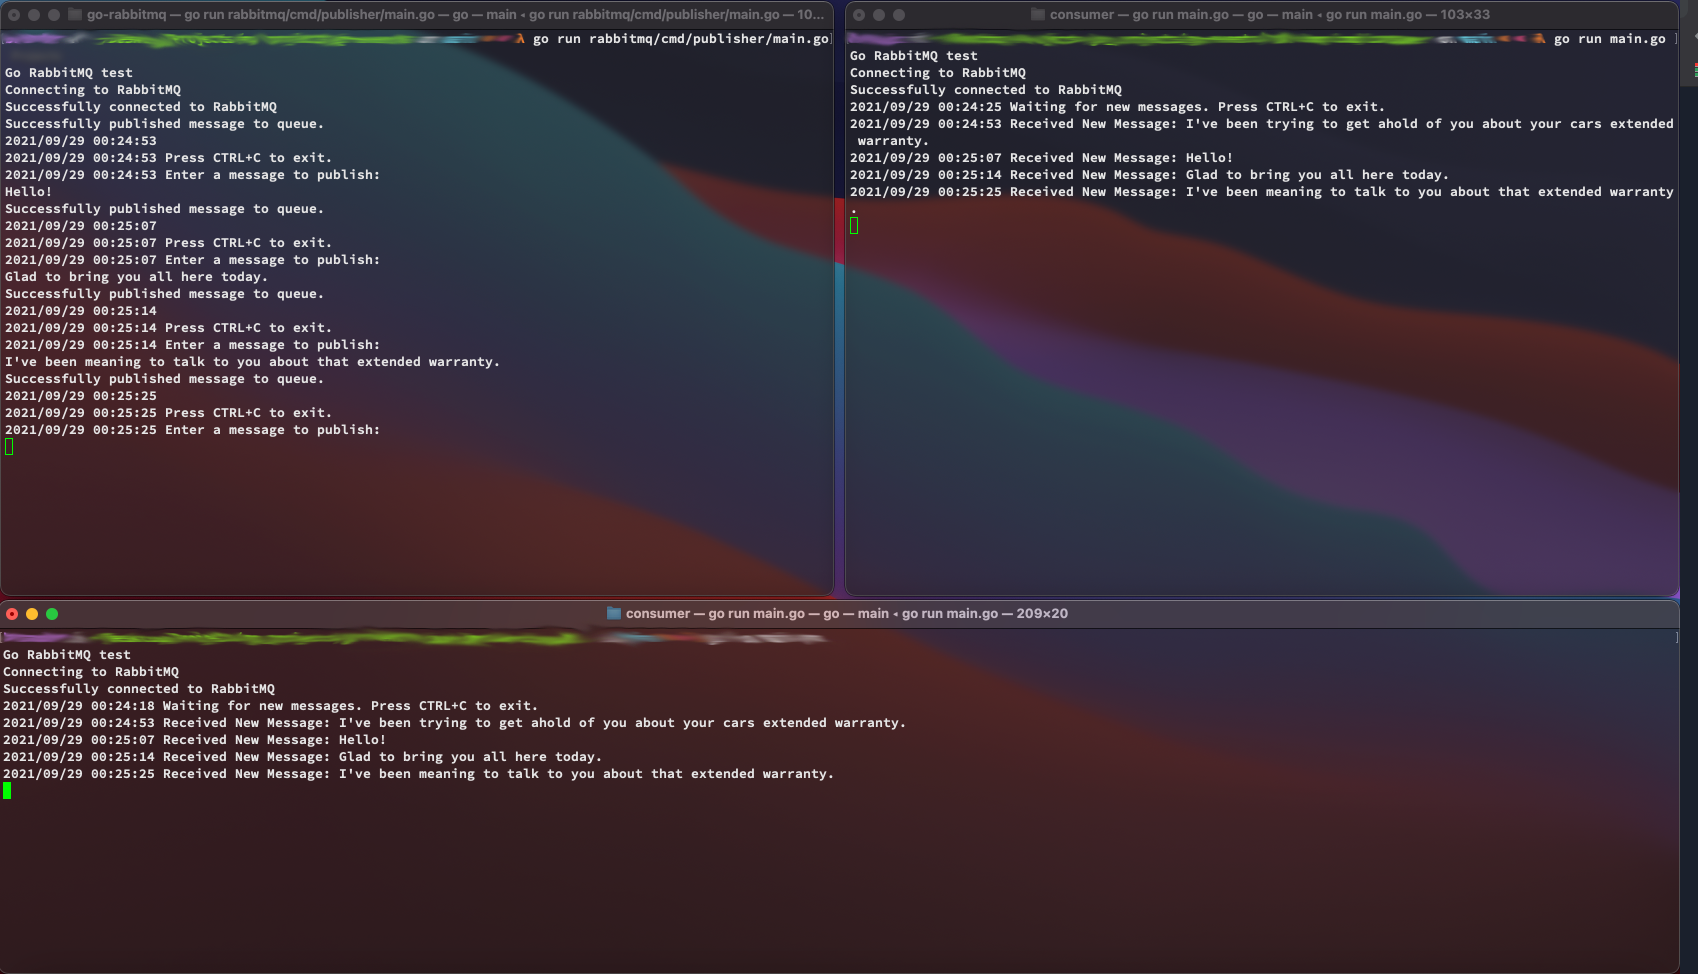 go-rabbitmq — go run rabbitmq/cmd/publisher/main.go — go — main ◂ go run rabbitmq/cmd/publisher/main.go — 10...
λ go run rabbitmq/cmd/publisher/main.go
Go RabbitMQ test
Connecting to RabbitMQ
Successfully connected to RabbitMQ
Successfully published message to queue.
2021/09/29 00:24:53
2021/09/29 00:24:53 Press CTRL+C to exit.
2021/09/29 00:24:53 Enter a message to publish:
Hello!
Successfully published message to queue.
2021/09/29 00:25:07
2021/09/29 00:25:07 Press CTRL+C to exit.
2021/09/29 00:25:07 Enter a message to publish:
Glad to bring you all here today.
Successfully published message to queue.
2021/09/29 00:25:14
2021/09/29 00:25:14 Press CTRL+C to exit.
2021/09/29 00:25:14 Enter a message to publish:
I've been meaning to talk to you about that extended warranty.
Successfully published message to queue.
2021/09/29 00:25:25
2021/09/29 00:25:25 Press CTRL+C to exit.
2021/09/29 00:25:25 Enter a message to publish:
consumer — go run main.go — go — main ◂ go run main.go — 103×33
λ go run main.go
Go RabbitMQ test
Connecting to RabbitMQ
Successfully connected to RabbitMQ
2021/09/29 00:24:25 Waiting for new messages. Press CTRL+C to exit.
2021/09/29 00:24:53 Received New Message: I've been trying to get ahold of you about your cars extended
warranty.
2021/09/29 00:25:07 Received New Message: Hello!
2021/09/29 00:25:14 Received New Message: Glad to bring you all here today.
2021/09/29 00:25:25 Received New Message: I've been meaning to talk to you about that extended warranty
.
consumer — go run main.go — go — main ◂ go run main.go — 209×20
Go RabbitMQ test
Connecting to RabbitMQ
Successfully connected to RabbitMQ
2021/09/29 00:24:18 Waiting for new messages. Press CTRL+C to exit.
2021/09/29 00:24:53 Received New Message: I've been trying to get ahold of you about your cars extended warranty.
2021/09/29 00:25:07 Received New Message: Hello!
2021/09/29 00:25:14 Received New Message: Glad to bring you all here today.
2021/09/29 00:25:25 Received New Message: I've been meaning to talk to you about that extended warranty.